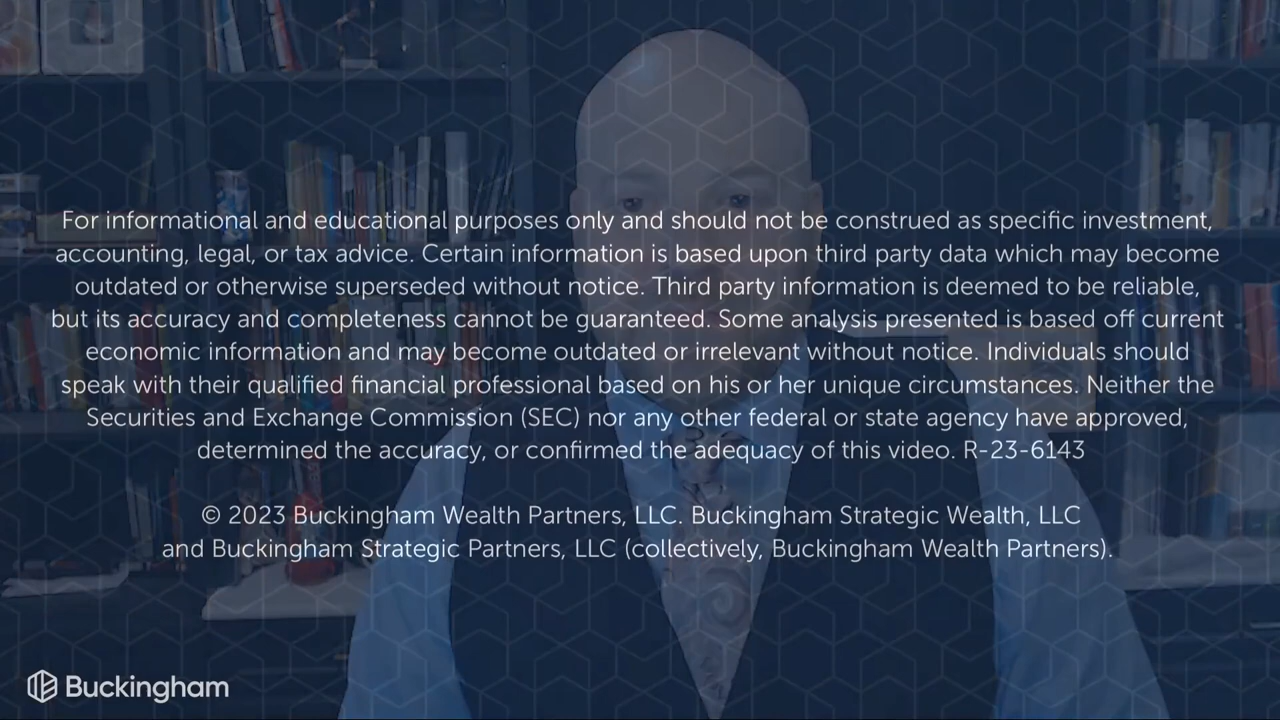 For informational and educational purposes only and should not be construed as specific investment,
accounting, legal, or tax advice. Certain information is based upon third party data which may become
outdated or otherwise superseded without notice. Third party information is deemed to be reliable,
but its accuracy and completeness cannot be guaranteed. Some analysis presented is based off current
economic information and may become outdated or irrelevant without notice. Individuals should
speak with their qualified financial professional based on his or her unique circumstances. Neither the
Securities and Exchange Commission (SEC) nor any other federal or state agency have approved,
determined the accuracy, or confirmed the adequacy of this video. R-23-6143
© 2023 Buckingham Wealth Partners, LLC. Buckingham Strategic Wealth, LLC
and Buckingham Strategic Partners, LLC (collectively, Buckingham Wealth Partners).
Buckingham